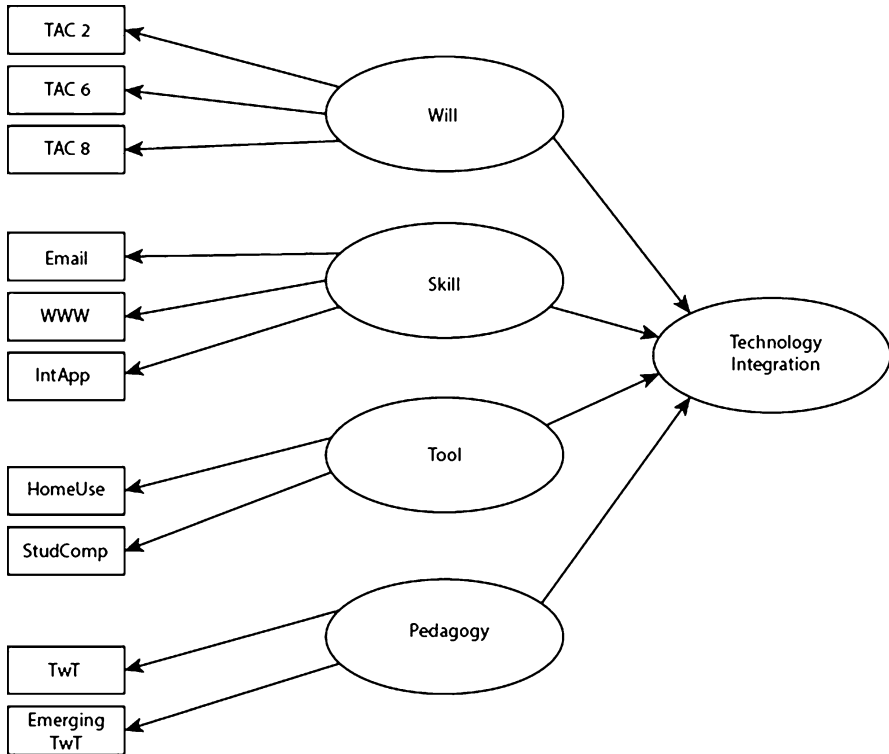 TAC 2
TAC 6
TAC 8
Will
Email
WWW
IntApp
Skill
HomeUse
StudComp
Tool
TwT
Emerging
TwT
Pedagogy
Technology
Integration